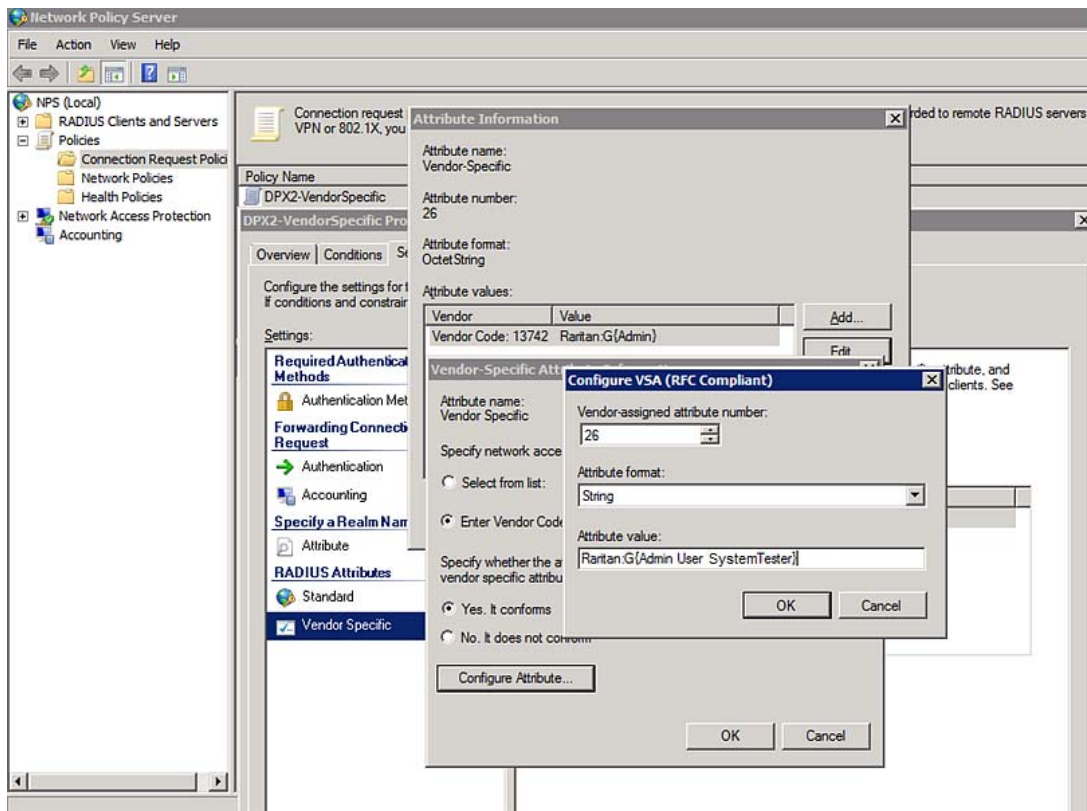 Network Policy Server
File Action View Help
NPS (Local)
RADIUS Clients and Servers
Policies
Connection Request Polici
Network Policies
Health Policies
Network Access Protection
Accounting
Connection request
VPN or 802.1X, you
rded to remote RADIUS servers
Policy Name
DPX2-VendorSpecific
DPX2-VendorSpecific Pro
Overview Conditions Se
Configure the settings for t
If conditions and constrain
Settings:
Required Authenticat
Methods
Authentication Met
Forwarding Connecti
Request
Authentication
Accounting
Specify a Realm Nam
Attribute
RADIUS Attributes
Standard
Vendor Specific
Attribute Information
Attribute name:
Vendor-Specific
Attribute number:
26
Attribute format:
OctetString
Attribute values:
Vendor Value
Vendor Code: 13742 Raritan:G{Admin}
Add...
Edit
tribute, and
clients. See
Vendor-Specific Att
Attribute name:
Vendor Specific
Specify network acce
Select from list:
Enter Vendor Code
Specify whether the a
vendor specific attribu
Yes. It conforms
No. It does not conform
Configure Attribute...
OK Cancel
Configure VSA (RFC Compliant)
Vendor-assigned attribute number:
26
Attribute format:
String
Attribute value:
Raritan:G{Admin User SystemTester}
OK Cancel